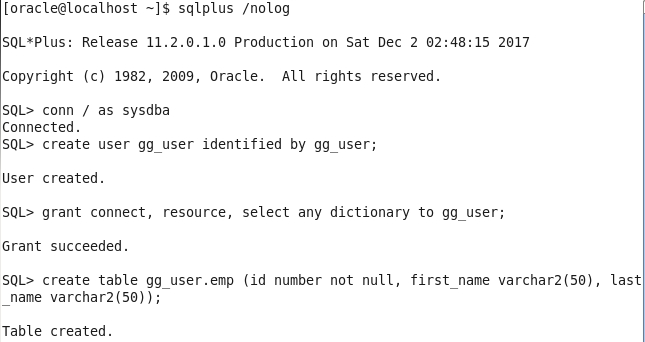 [oracle@localhost ~]$ sqlplus /nolog
SQL*Plus: Release 11.2.0.1.0 Production on Sat Dec 2 02:48:15 2017
Copyright (c) 1982, 2009, Oracle.  All rights reserved.
SQL> conn / as sysdba
Connected.
SQL> create user gg_user identified by gg_user;
User created.
SQL> grant connect, resource, select any dictionary to gg_user;
Grant succeeded.
SQL> create table gg_user.emp (id number not null, first_name varchar2(50), last
_name varchar2(50));
Table created.